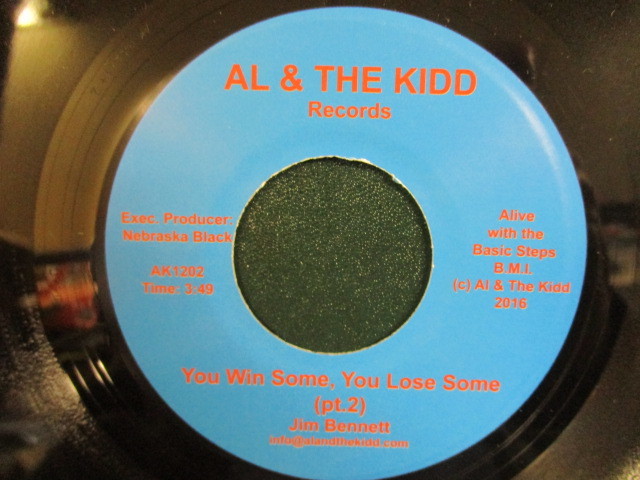 AL & THE KIDD
Records
Exec. Producer:
Nebraska Black
AK1202
Time: 3:49
Alive
with the
Basic Steps
B.M.I.
(c) Al & The Kidd
2016
You Win Some, You Lose Some
(pt.2)
Jim Bennett
info@alandthekidd.com